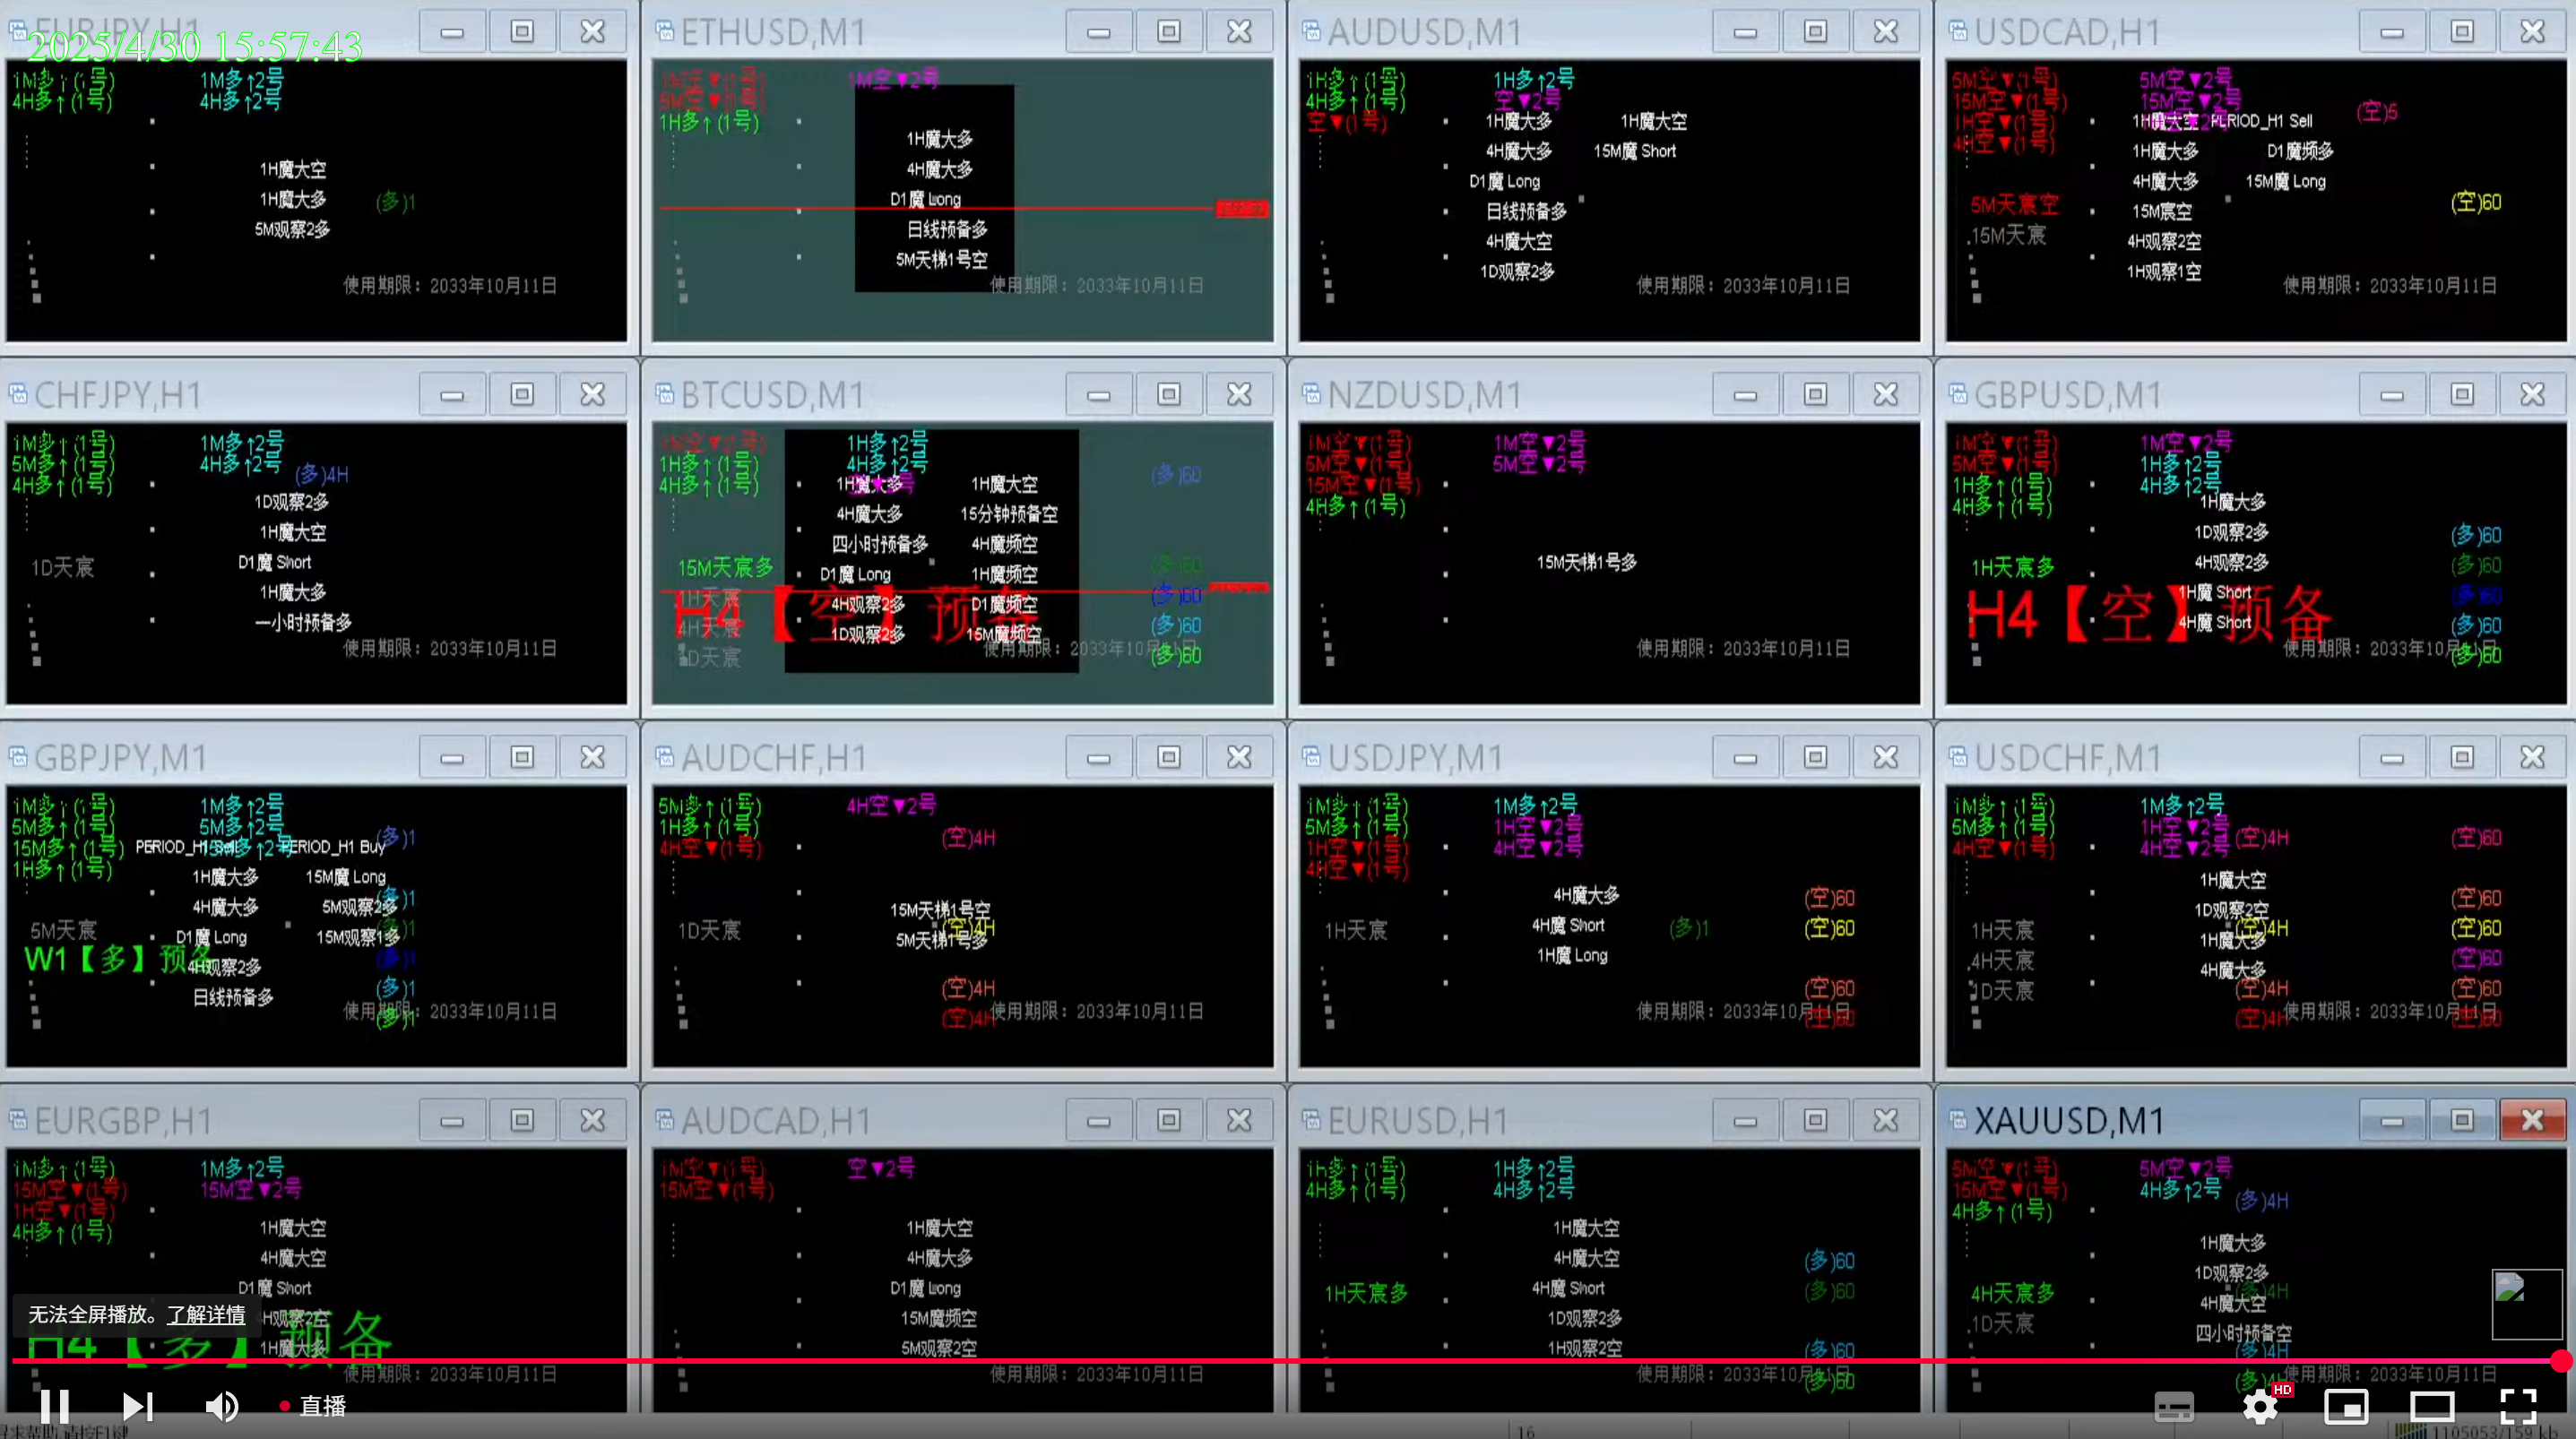 EURJPY,H1
2025/4/30 15:57:43
1M多↑(1号)
4H多↑(1号)
1M多↑2号
4H多↑2号
1H魔大空
1H魔大多
(多)1
5M观察2多
使用期限：2033年10月11日
ETHUSD,M1
5M空▼(1号)
1H多↑(1号)
1M空▼2号
1H魔大多
4H魔大多
D1魔 Long
日线预备多
5M天梯1号空
使用期限：2033年10月11日
AUDUSD,M1
1H多↑(1号)
4H多↑(1号)
空▼(1号)
1H多↑2号
空▼2号
1H魔大多
1H魔大空
4H魔大多
15M魔 Short
D1魔 Long
日线预备多
4H魔大空
1D观察2多
使用期限：2033年10月11日
USDCAD,H1
5M空▼(1号)
15M空▼(1号)
1H空▼(1号)
4H空▼(1号)
5M空▼2号
15M空▼2号
1H魔大空
PERIOD_H1 Sell
(空)5
1H魔大多
D1魔频多
4H魔大多
15M魔 Long
5M天宸空
15M宸空
(空)60
15M天宸
4H观察2空
1H观察1空
使用期限：2033年10月11日
CHFJPY,H1
1M多↑(1号)
5M多↑(1号)
4H多↑(1号)
1M多↑2号
4H多↑2号
(多)4H
1D观察2多
1H魔大空
1D天宸
D1魔 Short
1H魔大多
一小时预备多
使用期限：2033年10月11日
BTCUSD,M1
1M空▼(1号)
1H多↑(1号)
4H多↑(1号)
1H多↑2号
4H多↑2号
(多)60
1H魔大多
1H魔大空
4H魔大多
15分钟预备空
四小时预备多
4H魔频空
15M天宸多
D1魔 Long
1H魔频空
(多)60
1H天宸
4H观察2多
D1魔频空
(多)60
H4【空】预备
4H天宸
1D观察2多
15M魔频空
(多)60
1D天宸
使用期限：2033年10月11日
(多)60
NZDUSD,M1
1M空▼(1号)
5M空▼(1号)
15M空▼(1号)
4H多↑(1号)
1M空▼2号
5M空▼2号
15M天梯1号多
使用期限：2033年10月11日
GBPUSD,M1
1M空▼(1号)
5M空▼(1号)
1H多↑(1号)
4H多↑(1号)
1M空▼2号
1H多↑2号
4H多↑2号
1H魔大多
1D观察2多
(多)60
1H天宸多
4H观察2多
(多)60
1H魔 Short
(多)60
H4【空】预备
4H魔 Short
(多)60
使用期限：2033年10月11日
(多)60
GBPJPY,M1
1M多↑(1号)
5M多↑(1号)
15M多↑(1号)
1H多↑(1号)
1M多↑2号
5M多↑2号
15M多↑2号
PERIOD_H1 Sell
PERIOD_H1 Buy
(多)1
1H魔大多
15M魔 Long
4H魔大多
5M观察2多
(多)1
5M天宸
D1魔 Long
15M观察1多
(多)1
W1【多】预备
4H观察2多
(多)1
日线预备多
(多)1
使用期限：2033年10月11日
(多)1
AUDCHF,H1
5M多↑(1号)
1H多↑(1号)
4H空▼(1号)
4H空▼2号
(空)4H
15M天梯1号空
1D天宸
(空)4H
5M天梯1号多
(空)4H
(空)4H
使用期限：2033年10月11日
USDJPY,M1
1M多↑(1号)
5M多↑(1号)
1H空▼(1号)
4H空▼(1号)
1M多↑2号
1H空▼2号
4H空▼2号
4H魔大多
(空)60
1H天宸
4H魔 Short
(多)1
(空)60
1H魔 Long
(空)60
使用期限：2033年10月11日
(空)60
USDCHF,M1
1M多↑(1号)
5M多↑(1号)
4H空▼(1号)
1M多↑2号
1H空▼2号
4H空▼2号
(空)4H
(空)60
1H魔大空
(空)60
1D观察2空
1H天宸
(空)4H
(空)60
1H魔大多
4H天宸
4H魔大多
(空)60
1D天宸
(空)4H
(空)60
(空)4H
使用期限：2033年10月11日
(空)60
EURGBP,H1
1M多↑(1号)
15M空▼(1号)
1H空▼(1号)
4H多↑(1号)
1M多↑2号
15M空▼2号
1H魔大空
4H魔大空
D1魔 Short
4H观察2空
H4【多】预备
1H魔大多
使用期限：2033年10月11日
AUDCAD,H1
1M空▼(1号)
15M空▼(1号)
空▼2号
1H魔大空
4H魔大多
D1魔 Long
15M魔频空
5M观察2空
使用期限：2033年10月11日
EURUSD,H1
1H多↑(1号)
4H多↑(1号)
1H多↑2号
4H多↑2号
1H魔大空
4H魔大空
(多)60
1H天宸多
4H魔 Short
(多)60
1D观察2多
1H观察2空
(多)60
使用期限：2033年10月11日
(多)60
XAUUSD,M1
5M空▼(1号)
15M空▼(1号)
4H多↑(1号)
5M空▼2号
4H多↑2号
(多)4H
1H魔大多
1D观察2多
4H天宸多
(多)4H
4H魔大空
1D天宸
四小时预备空
(多)4H
使用期限：2033年10月11日
(多)4H
无法全屏播放。了解详情
直播
HD
16
1105053/159 kb